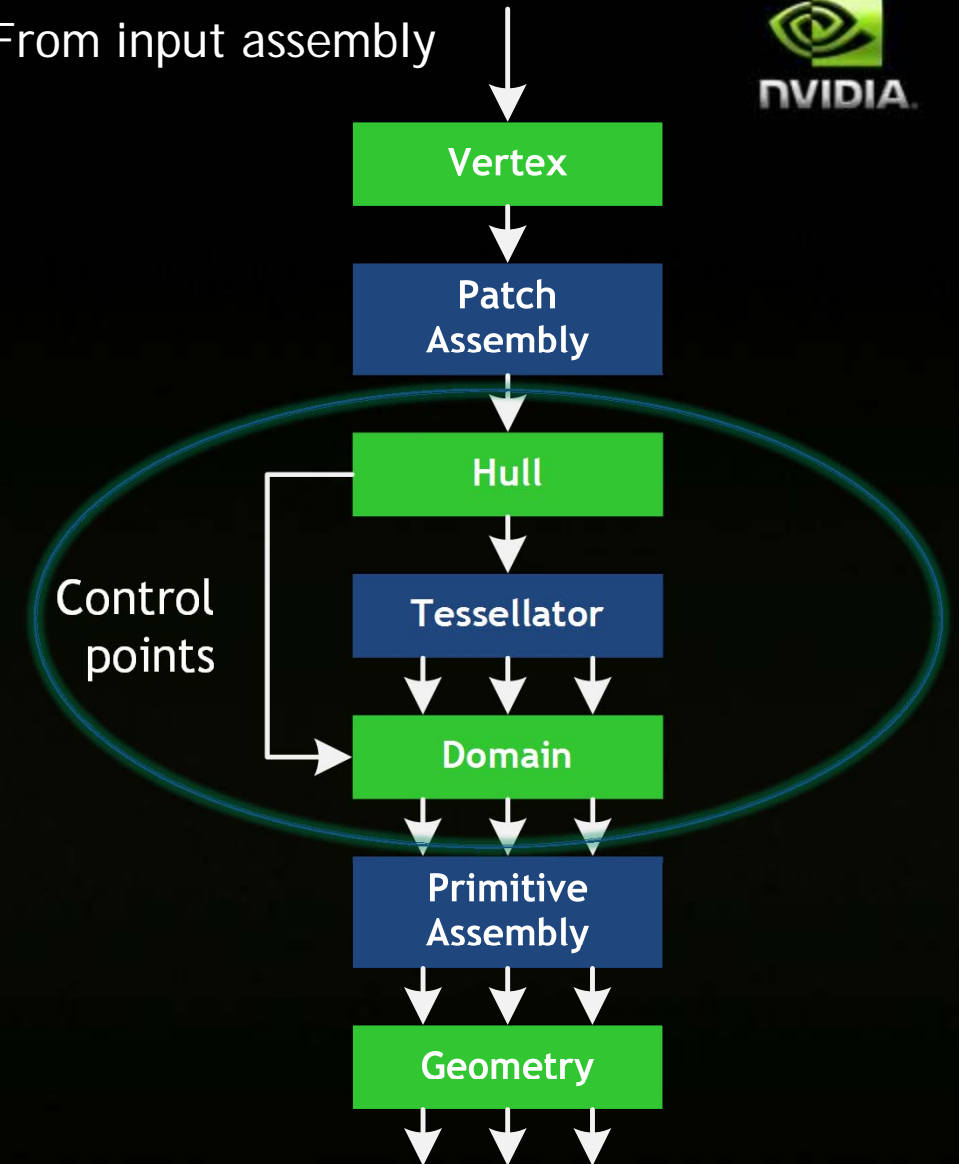 From input assembly
NVIDIA.
Vertex
Patch
Assembly
Hull
Control
points
Tessellator
Domain
Primitive
Assembly
Geometry